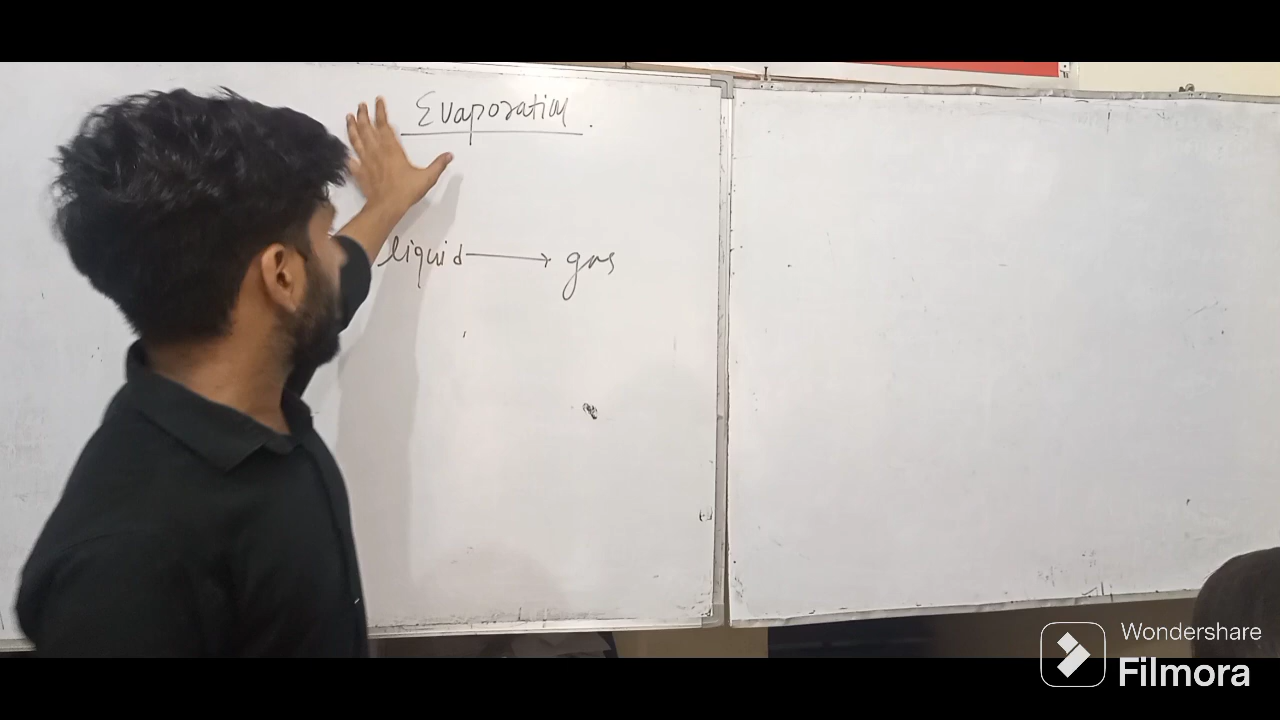 Evaporation.
liquid → gas
Wondershare
Filmora